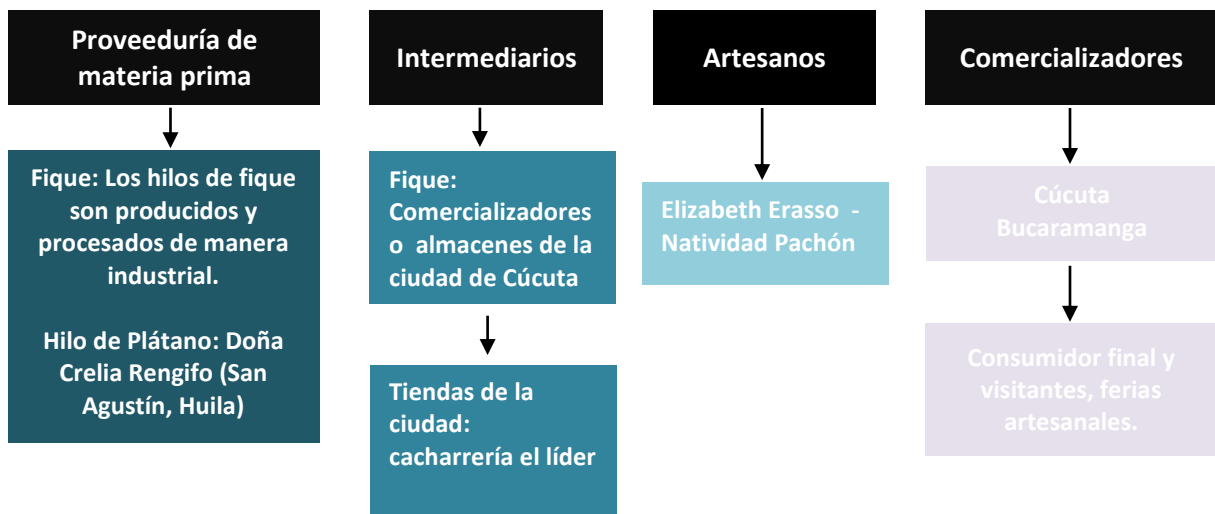 Proveeduría de
materia prima
Fique: Los hilos de fique
son producidos y
procesados de manera
industrial.
Hilo de Plátano: Doña
Crelia Rengifo (San
Agustín, Huila)
Intermediarios
Fique:
Comercializadores
o almacenes de la
ciudad de Cúcuta
Tiendas de la
ciudad:
cacharrería el líder
Artesanos
Elizabeth Erasso -
Natividad Pachón
Comercializadores
Cúcuta
Bucaramanga
Consumidor final y
visitantes, ferias
artesanales.